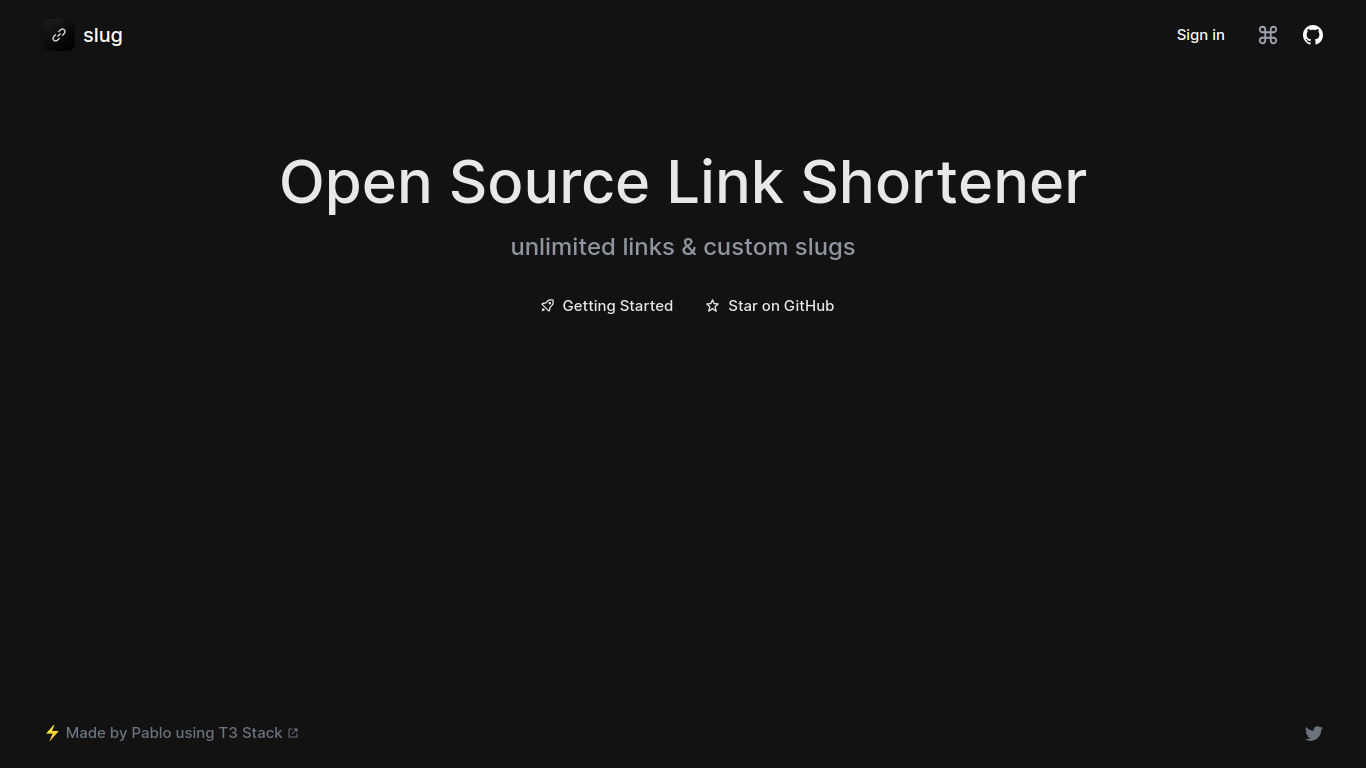 slug
Sign in
Open Source Link Shortener
unlimited links & custom slugs
Getting Started
Star on GitHub
⚡ Made by Pablo using T3 Stack